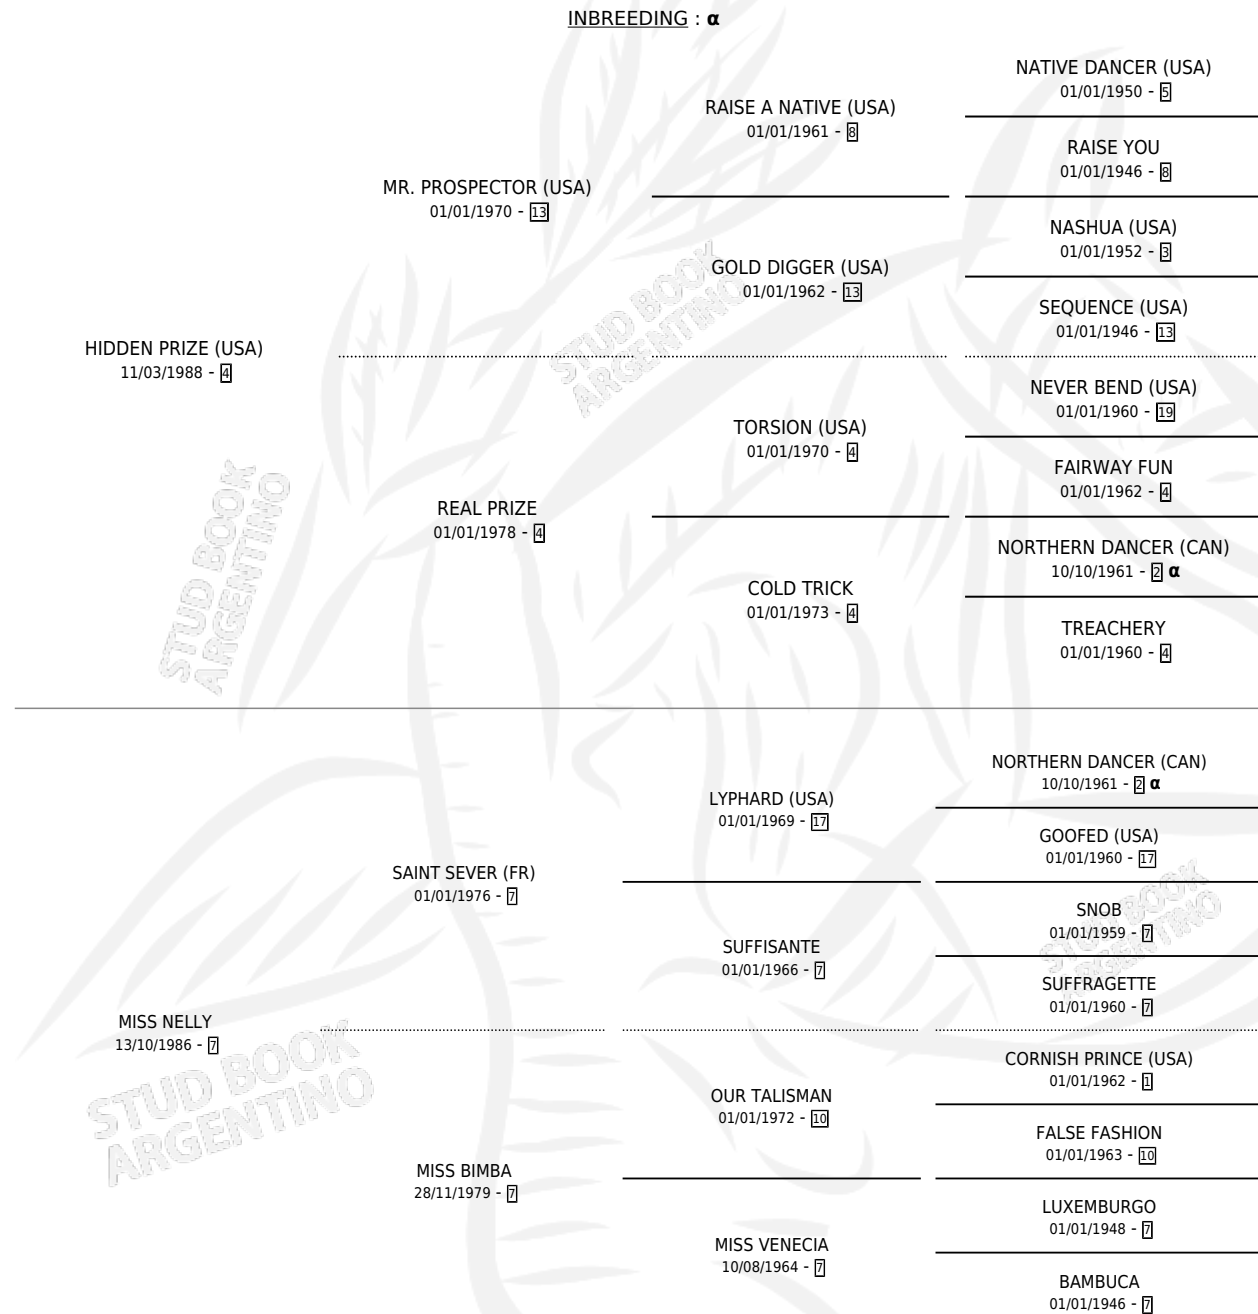 INBREEDING : α
NATIVE DANCER (USA)
01/01/1950 - 5
RAISE A NATIVE (USA)
01/01/1961 - 8
RAISE YOU
01/01/1946 - 8
MR. PROSPECTOR (USA)
01/01/1970 - 13
NASHUA (USA)
01/01/1952 - 3
GOLD DIGGER (USA)
01/01/1962 - 13
SEQUENCE (USA)
01/01/1946 - 13
HIDDEN PRIZE (USA)
11/03/1988 - 4
NEVER BEND (USA)
01/01/1960 - 19
TORSION (USA)
01/01/1970 - 4
FAIRWAY FUN
01/01/1962 - 4
REAL PRIZE
01/01/1978 - 4
NORTHERN DANCER (CAN)
10/10/1961 - 2 α
COLD TRICK
01/01/1973 - 4
TREACHERY
01/01/1960 - 4
NORTHERN DANCER (CAN)
10/10/1961 - 2 α
LYPHARD (USA)
01/01/1969 - 17
GOOFED (USA)
01/01/1960 - 17
SAINT SEVER (FR)
01/01/1976 - 7
SNOB
01/01/1959 - 7
SUFFISANTE
01/01/1966 - 7
SUFFRAGETTE
01/01/1960 - 7
MISS NELLY
13/10/1986 - 7
CORNISH PRINCE (USA)
01/01/1962 - 1
OUR TALISMAN
01/01/1972 - 10
FALSE FASHION
01/01/1963 - 10
MISS BIMBA
28/11/1979 - 7
LUXEMBURGO
01/01/1948 - 7
MISS VENECIA
10/08/1964 - 7
BAMBUCA
01/01/1946 - 7
STUD BOOK
ARGENTINO
STUD BOOK
ARGENTINO
STUD BOOK
ARGENTINO
STUD BOOK
ARGENTINO